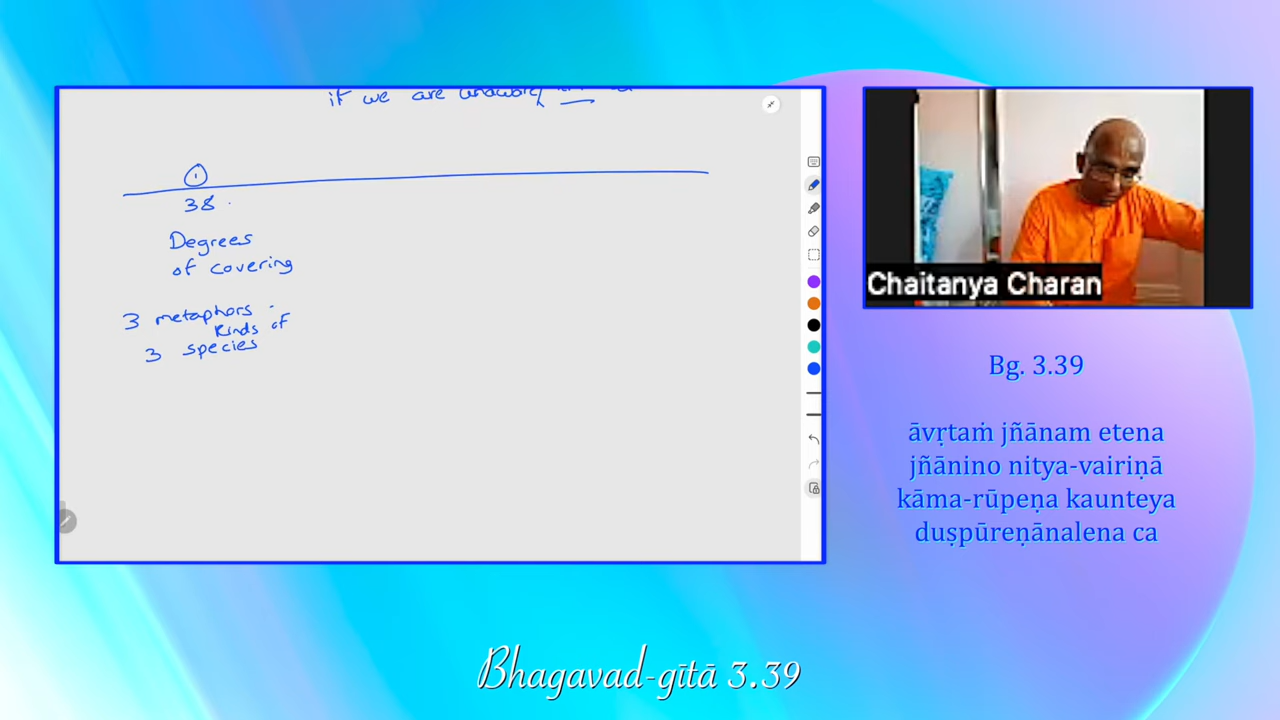 if we are unaware
①
38
Degrees
of covering
3 metaphors -
kinds of
3 species
Chaitanya Charan
Bg. 3.39
āvṛtaṁ jñānam etena
jñānino nitya-vairiṇā
kāma-rūpeṇa kaunteya
duṣpūreṇānalena ca
Bhagavad-gītā 3.39